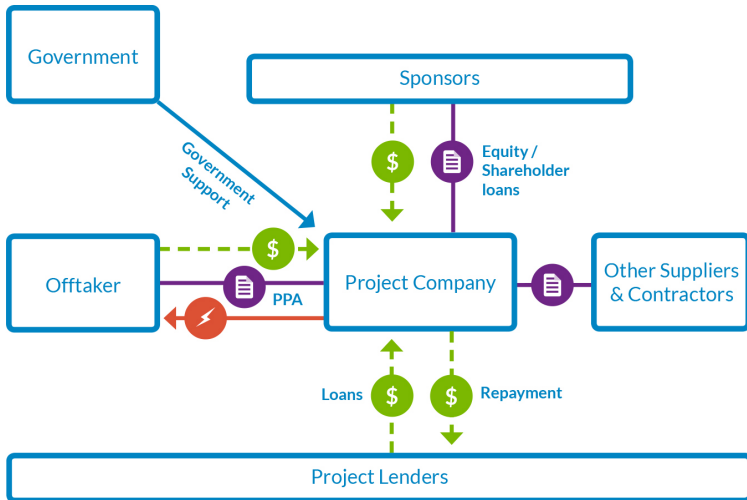 Government
Sponsors
Government
Support
$
Equity /
Shareholder
loans
Offtaker
$
PPA
Project Company
Other Suppliers
& Contractors
Loans
$
$
Repayment
Project Lenders